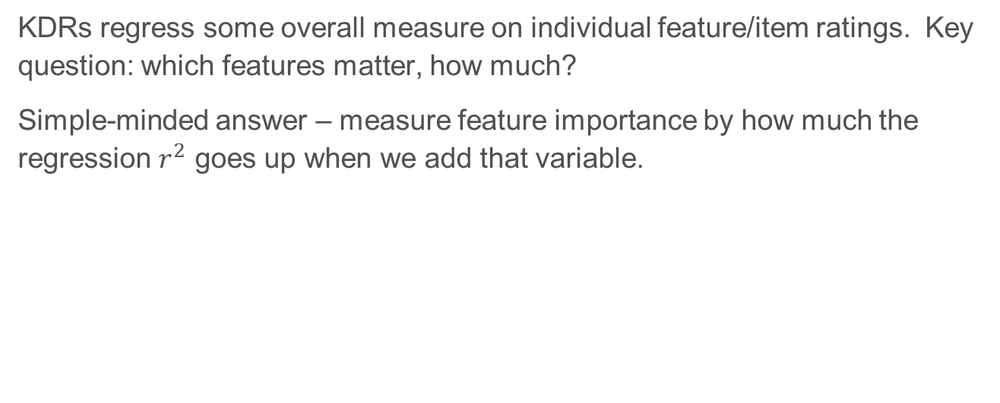 KDRs regress some overall measure on individual feature/item ratings.  Key
question: which features matter, how much?
Simple-minded answer – measure feature importance by how much the
regression r² goes up when we add that variable.